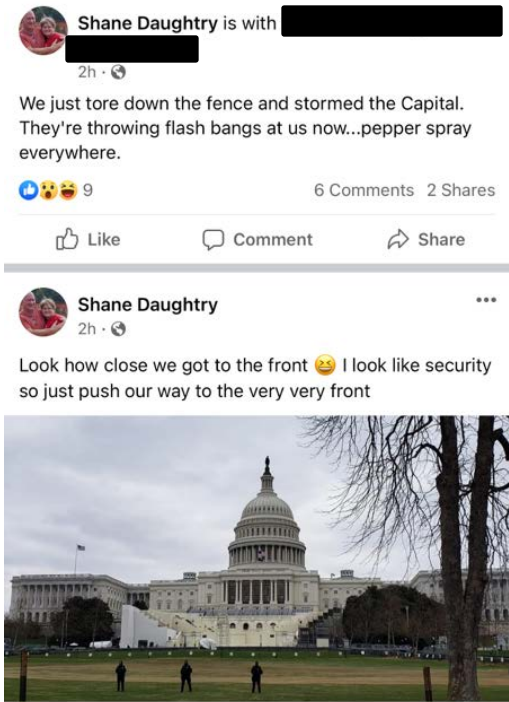 Shane Daughtry is with
2h ·
We just tore down the fence and stormed the Capital.
They're throwing flash bangs at us now...pepper spray
everywhere.
9 6 Comments 2 Shares
Like Comment Share
Shane Daughtry
2h ·
Look how close we got to the front 😆 I look like security
so just push our way to the very very front